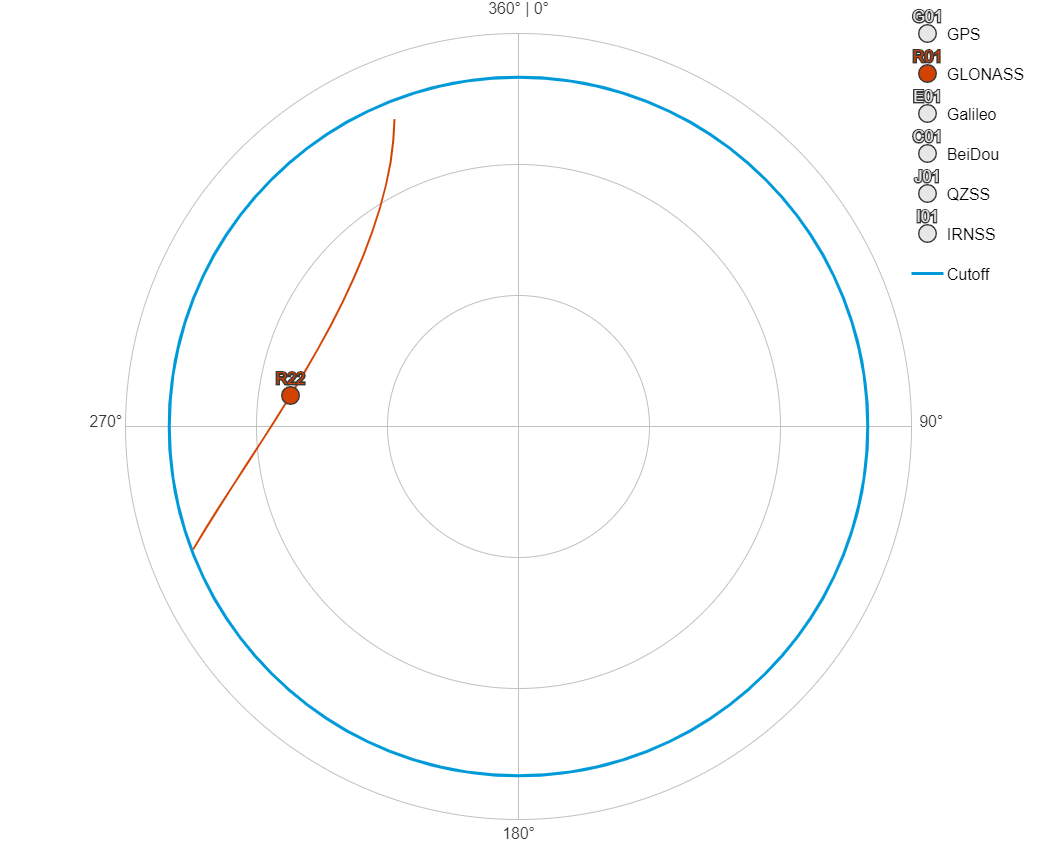 360° | 0°
G01
GPS
R01
GLONASS
E01
Galileo
C01
BeiDou
J01
QZSS
I01
IRNSS
Cutoff
R22
270°
90°
180°